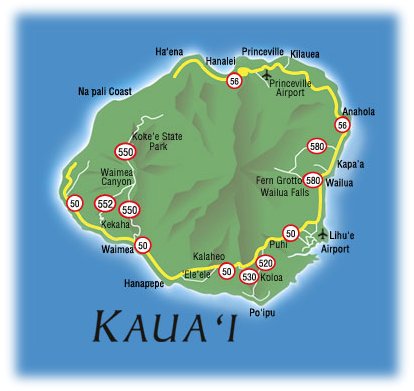 Ha'ena
Princeville
Kilauea
Hanalei
56
Princeville
Airport
Na pali Coast
Anahola
56
Koke'e State
Park
550
580
Kapa'a
Waimea
Canyon
Fern Grotto
580
Wailua
Wailua Falls
50
552
550
Kekaha
50
Lihu'e
Airport
Puhi
Waimea
50
Kalaheo
520
'Ele'ele
50
530
Koloa
Hanapepe
Po'ipu
KAUA'I